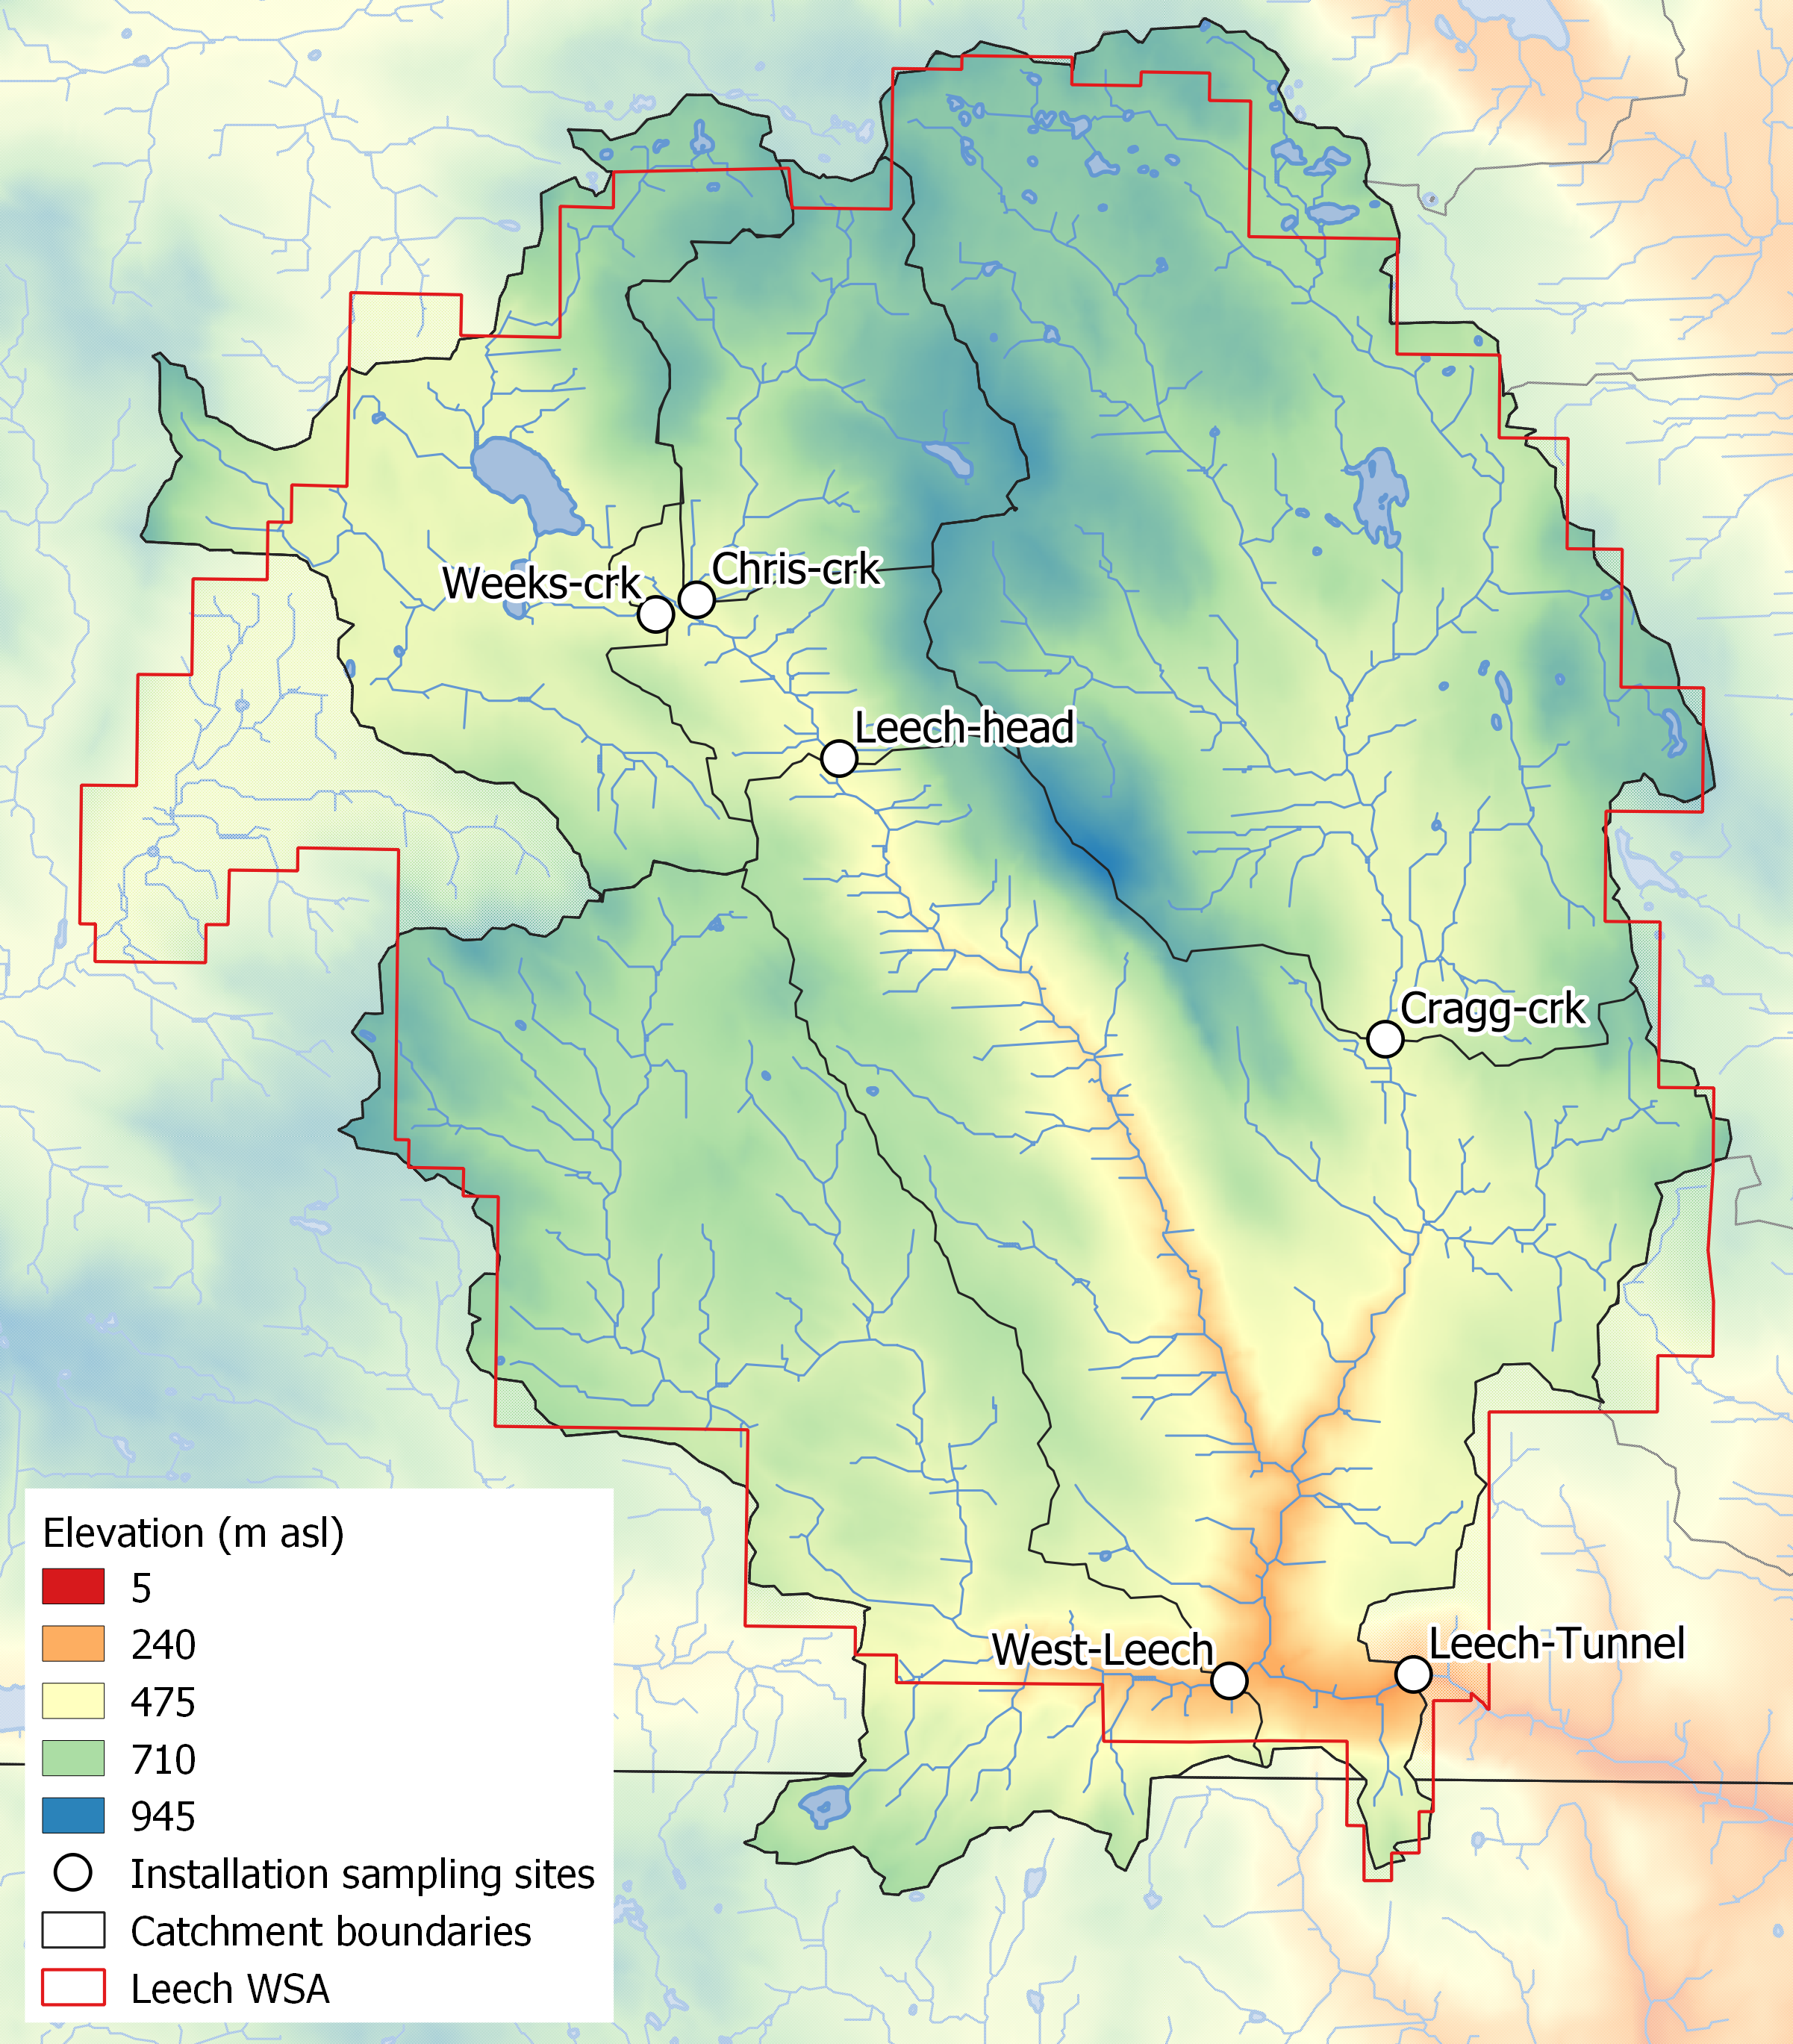 Chris-crk
Weeks-crk
Leech-head
Cragg-crk
West-Leech
Leech-Tunnel
Elevation (m asl)
5
240
475
710
945
Installation sampling sites
Catchment boundaries
Leech WSA